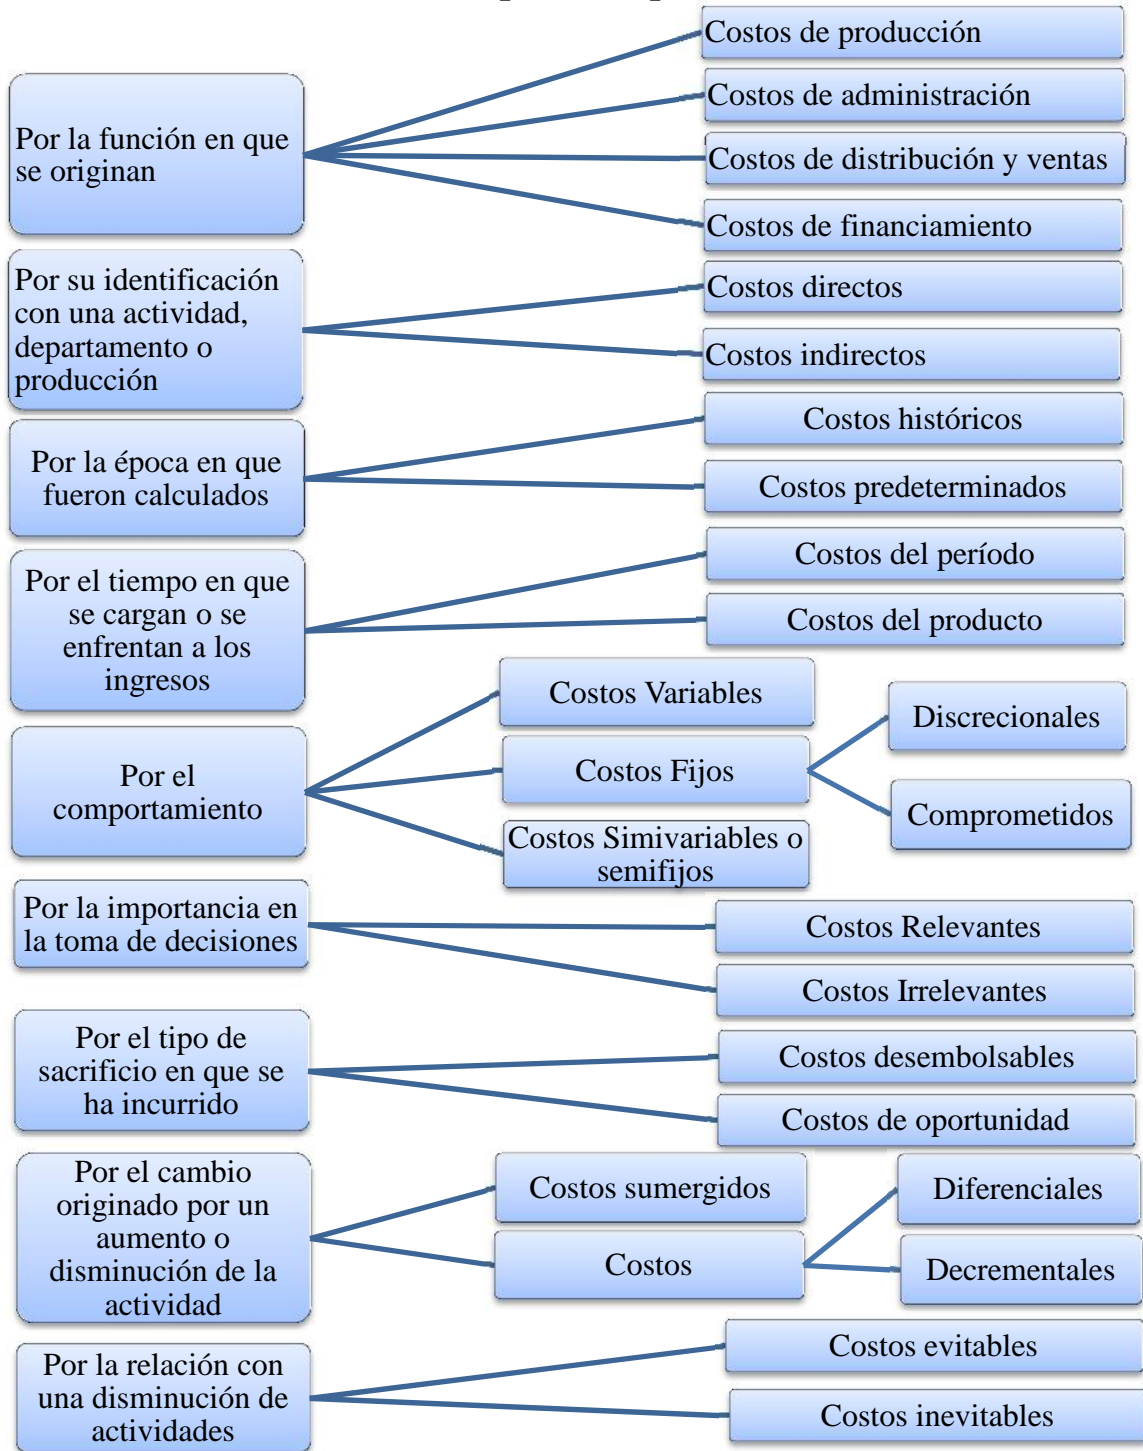 Por la función en que
se originan
Costos de producción
Costos de administración
Costos de distribución y ventas
Costos de financiamiento
Por su identificación
con una actividad,
departamento o
producción
Costos directos
Costos indirectos
Por la época en que
fueron calculados
Costos históricos
Costos predeterminados
Por el tiempo en que
se cargan o se
enfrentan a los
ingresos
Costos del período
Costos del producto
Por el
comportamiento
Costos Variables
Costos Fijos
Discrecionales
Comprometidos
Costos Simivariables o
semifijos
Por la importancia en
la toma de decisiones
Costos Relevantes
Costos Irrelevantes
Por el tipo de
sacrificio en que se
ha incurrido
Costos desembolsables
Costos de oportunidad
Por el cambio
originado por un
aumento o
disminución de la
actividad
Costos sumergidos
Costos
Diferenciales
Decrementales
Por la relación con
una disminución de
actividades
Costos evitables
Costos inevitables